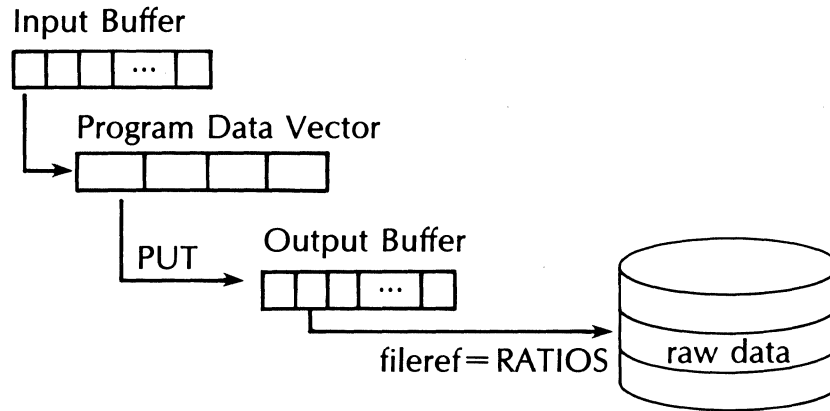 Input Buffer
...
Program Data Vector
PUT
Output Buffer
...
fileref=RATIOS
raw data